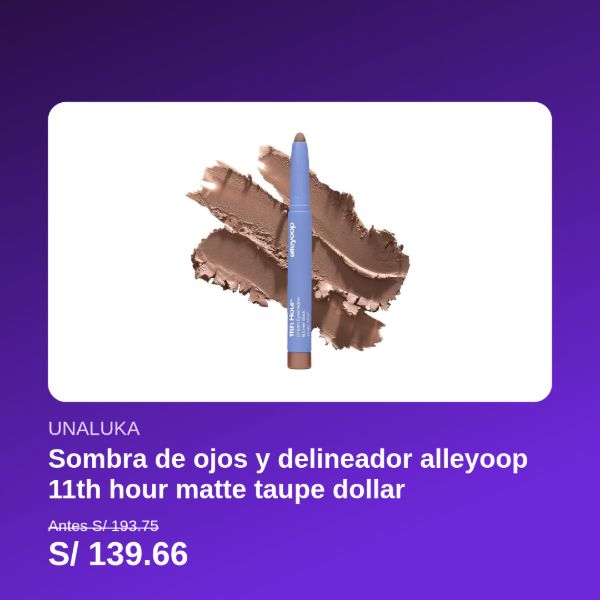 alleyoop
11th Hour
UNALUKA
Sombra de ojos y delineador alleyoop
11th hour matte taupe dollar
Antes S/ 193.75
S/ 139.66